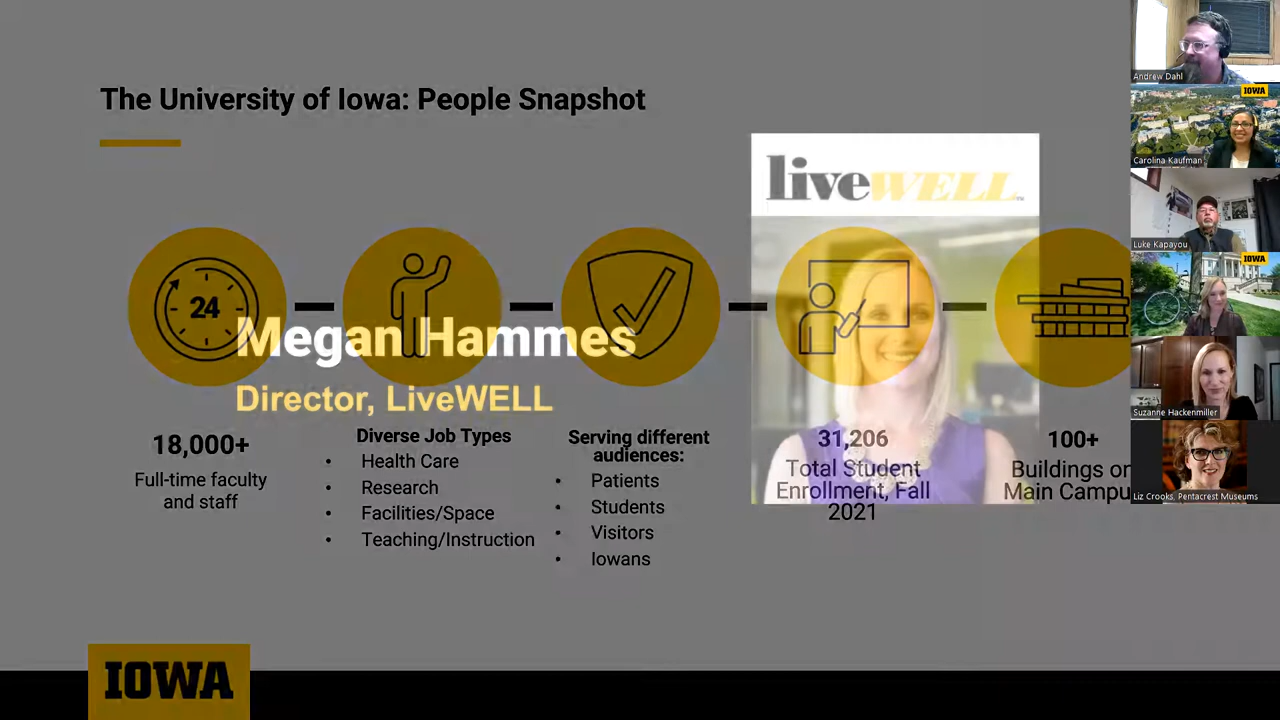 The University of Iowa: People Snapshot
liveWELL
24
Megan Hammes
Director, LiveWELL
18,000+
Full-time faculty
and staff
Diverse Job Types
• Health Care
• Research
• Facilities/Space
• Teaching/Instruction
Serving different
audiences:
• Patients
• Students
• Visitors
• Iowans
31,206
Total Student
Enrollment, Fall
2021
100+
Buildings on
Main Campu
IOWA
Andrew Dahl
IOWA
Carolina Kaufman
Luke Kapayou
IOWA
Suzanne Hackenmiller
Liz Crooks, Pentacrest Museums